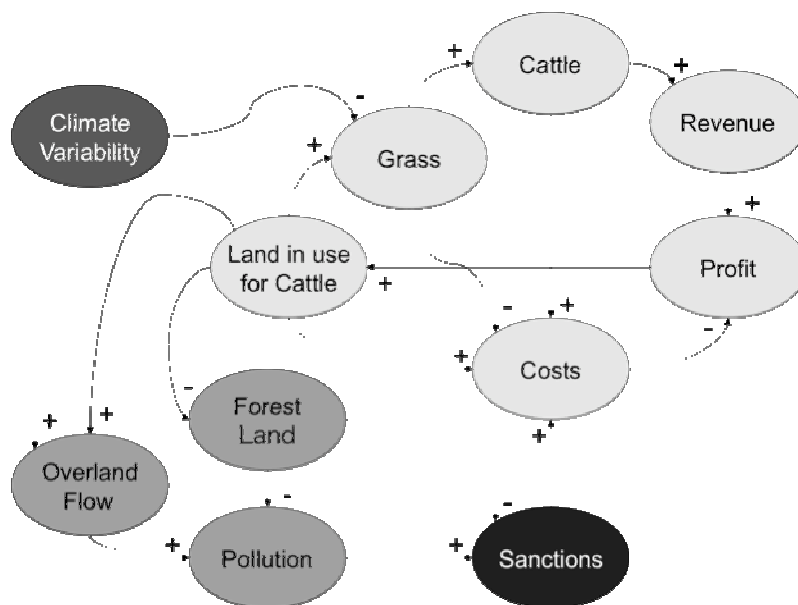 Cattle
Revenue
Climate
Variability
-
+
+
+
Grass
+
Land in use
for Cattle
+
Profit
-
-
+
+
Costs
+
-
Forest
Land
+
+
Overland
Flow
-
+
Pollution
-
+
Sanctions